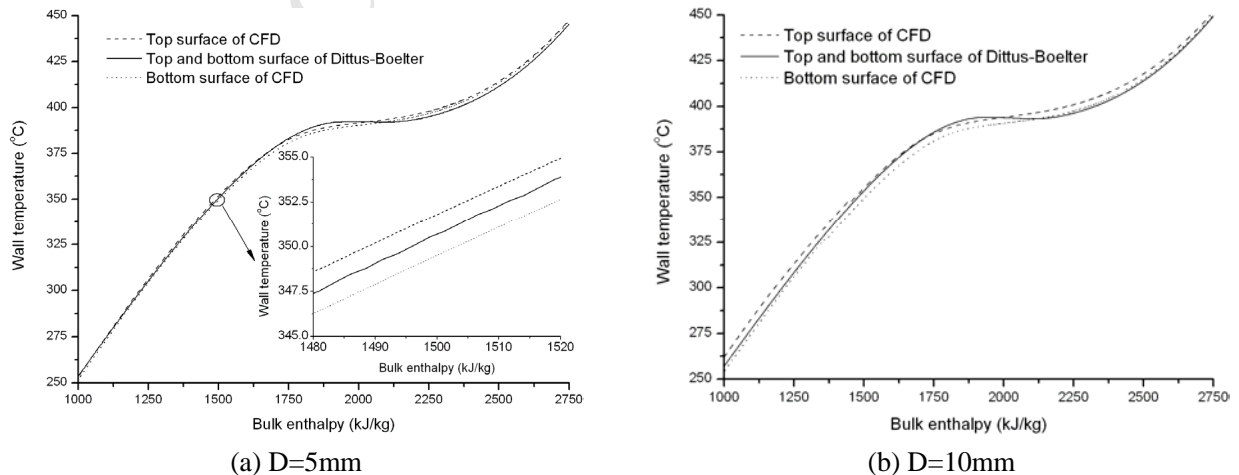 450
425
400
375
350
325
300
275
250
Wall temperature (°C)
Top surface of CFD
Top and bottom surface of Dittus-Boelter
Bottom surface of CFD
355.0
352.5
350.0
347.5
345.0
Wall temperature (°C)
1480 1490 1500 1510 1520
Bulk enthalpy (kJ/kg)
1000 1250 1500 1750 2000 2250 2500 2750
Bulk enthalpy (kJ/kg)
(a) D=5mm
450
425
400
375
350
325
300
275
250
Wall temperature (°C)
Top surface of CFD
Top and bottom surface of Dittus-Boelter
Bottom surface of CFD
1000 1250 1500 1750 2000 2250 2500 2750
Bulk enthalpy (kJ/kg)
(b) D=10mm